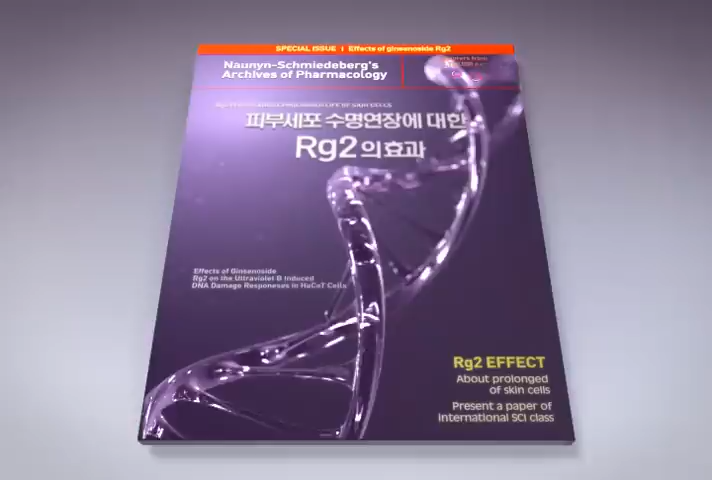 SPECIAL ISSUE I Effects of ginsenoside Rg2
Naunyn-Schmiedeberg's
Archives of Pharmacology
피부세포 수명연장에 대한
Rg2의 효과
Effects of Ginsenoside
Rg2 on the Ultraviolet B Induced
DNA Damage Responses in HaCaT Cells
Rg2 EFFECT
About prolonged
of skin cells
Present a paper of
international SCI class